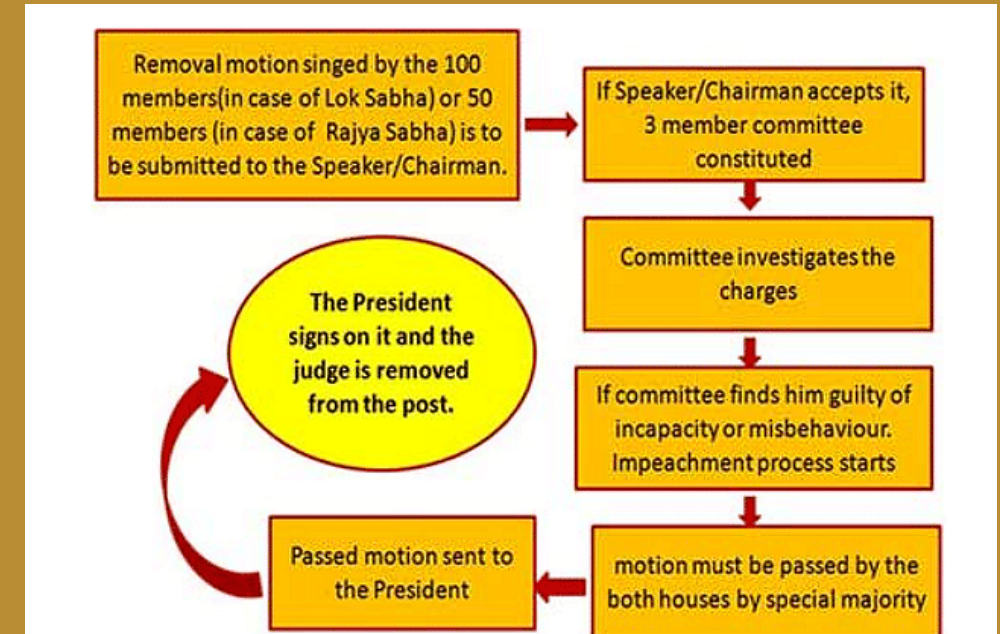 Removal motion singed by the 100
members(in case of Lok Sabha) or 50
members (in case of Rajya Sabha) is to
be submitted to the Speaker/Chairman.
If Speaker/Chairman accepts it,
3 member committee
constituted
Committee investigates the
charges
If committee finds him guilty of
incapacity or misbehaviour.
Impeachment process starts
motion must be passed by the
both houses by special majority
Passed motion sent to
the President
The President
signs on it and the
judge is removed
from the post.